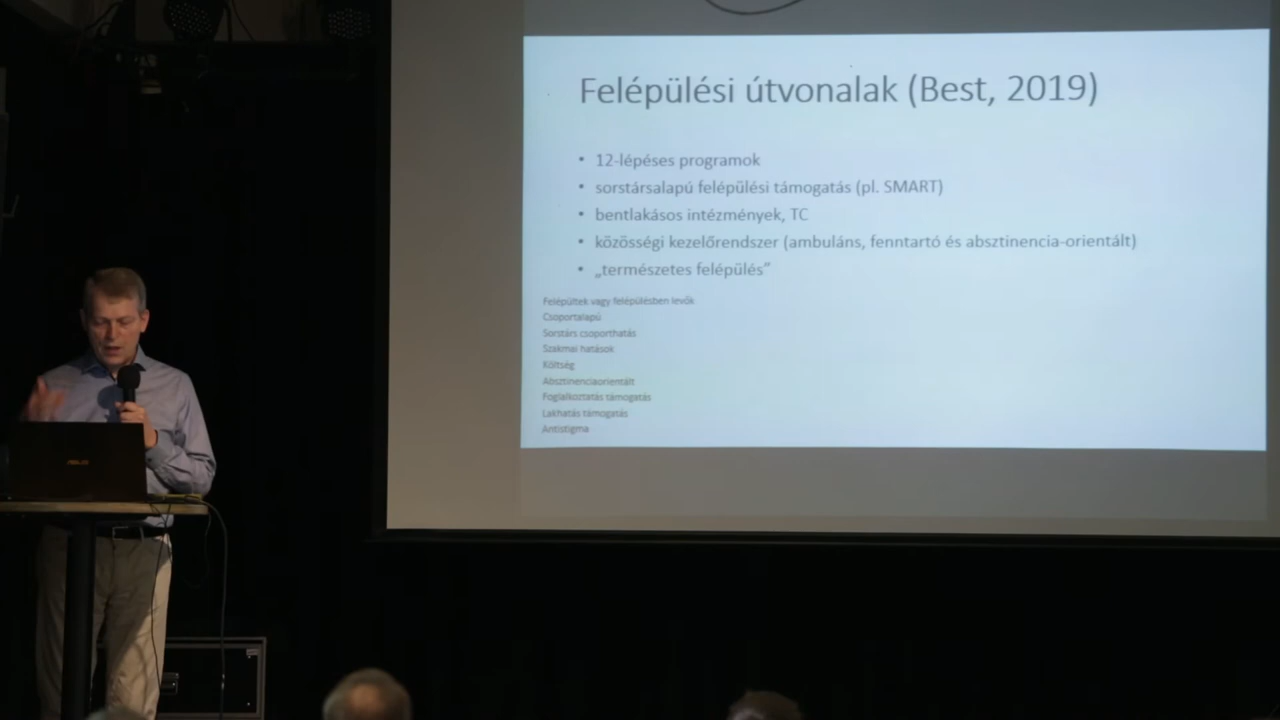 Felépülési útvonalak (Best, 2019)
• 12-lépéses programok
• sorstársalapú felépülési támogatás (pl. SMART)
• bentlakásos intézmények, TC
• közösségi kezelőrendszer (ambuláns, fenntartó és absztinencia-orientált)
• „természetes felépülés”
Felépültek vagy felépülésben levők
Csoportalapú
Sorstárs csoporthatás
Szakmai hatások
Költség
Absztinenciaorientált
Foglalkoztatás támogatás
Lakhatás támogatás
Antistigma
ASUS